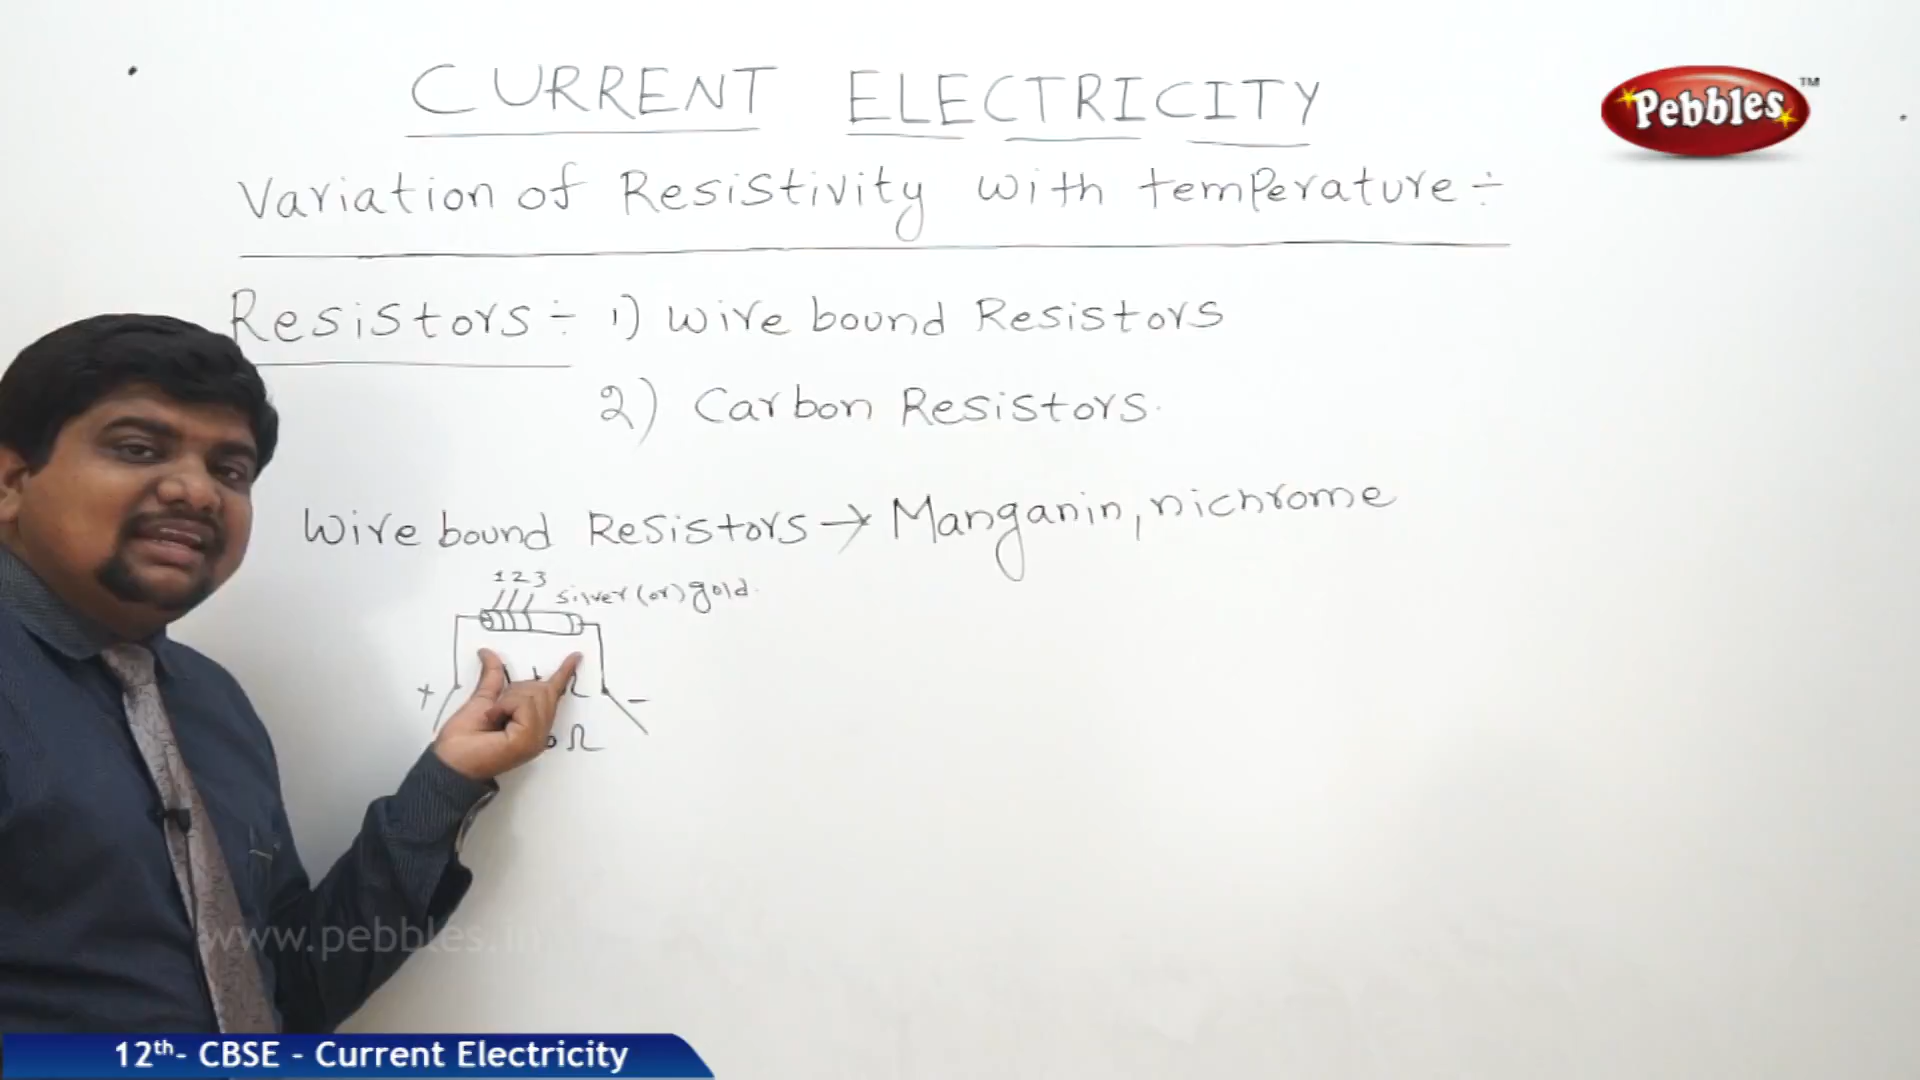 CURRENT ELECTRICITY
Pebbles TM
Variation of Resistivity with temperature ÷
Resistors ÷ 1) Wire bound Resistors
2) Carbon Resistors.
Wire bound Resistors → Manganin, nichrome
1 2 3
silver (or) gold.
+ Ω −
Ω
www.pebbles.in
12th- CBSE - Current Electricity